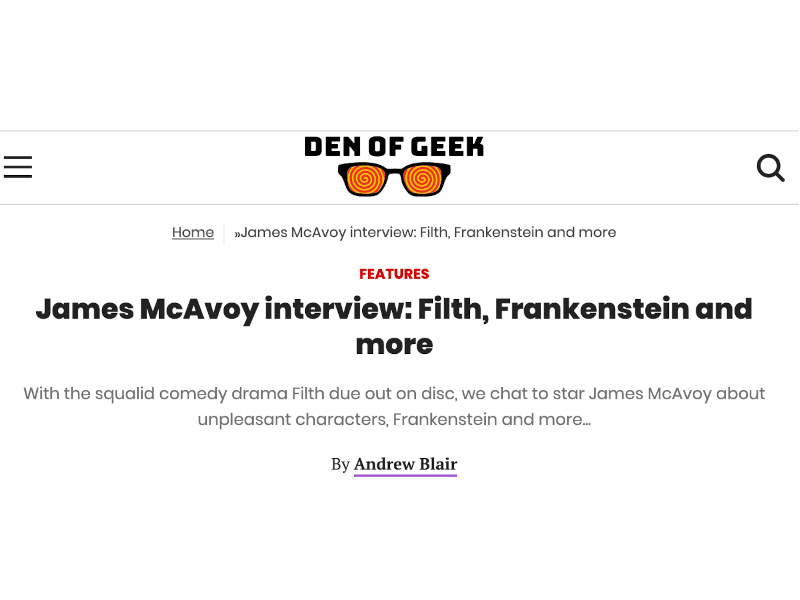 DEN OF GEEK
Home
»James McAvoy interview: Filth, Frankenstein and more
FEATURES
James McAvoy interview: Filth, Frankenstein and
more
With the squalid comedy drama Filth due out on disc, we chat to star James McAvoy about
unpleasant characters, Frankenstein and more...
By Andrew Blair